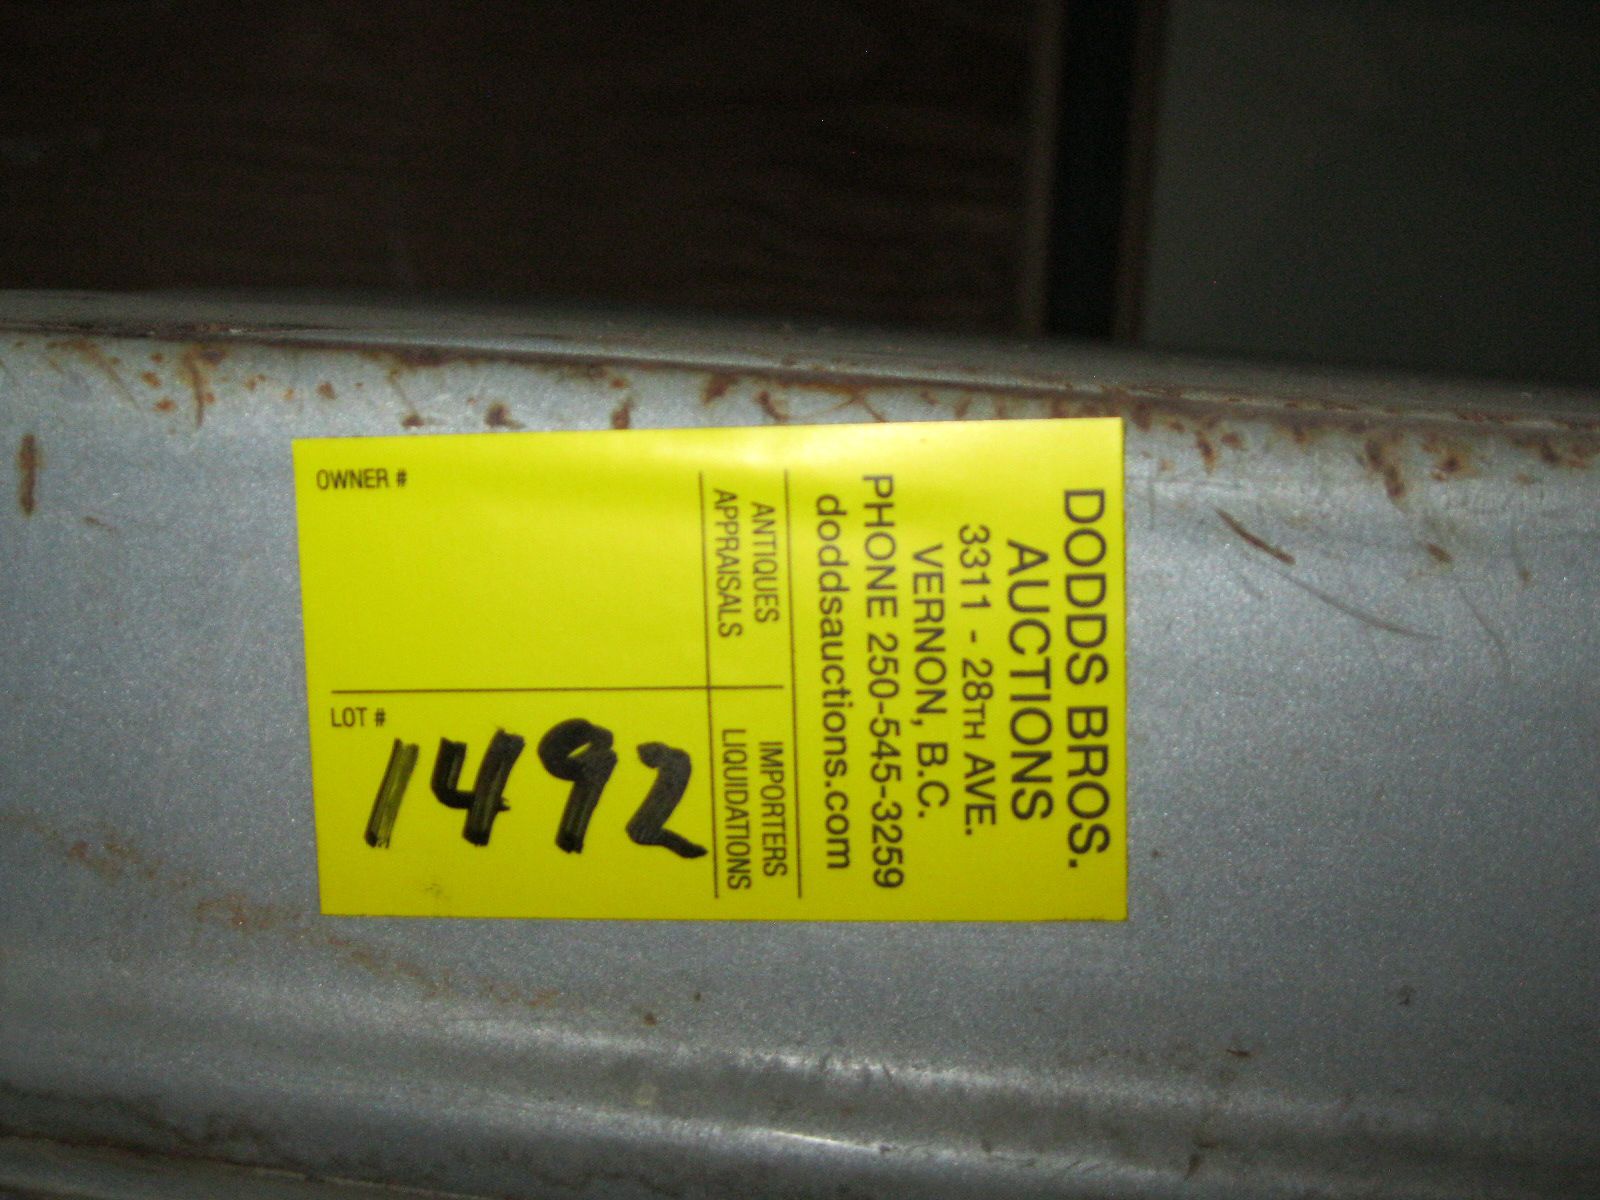 DODDS BROS.
AUCTIONS
3311 - 28TH AVE.
VERNON, B.C.
PHONE 250-545-3259
doddsauctions.com
ANTIQUES
APPRAISALS
IMPORTERS
LIQUIDATIONS
OWNER #
LOT #
1492